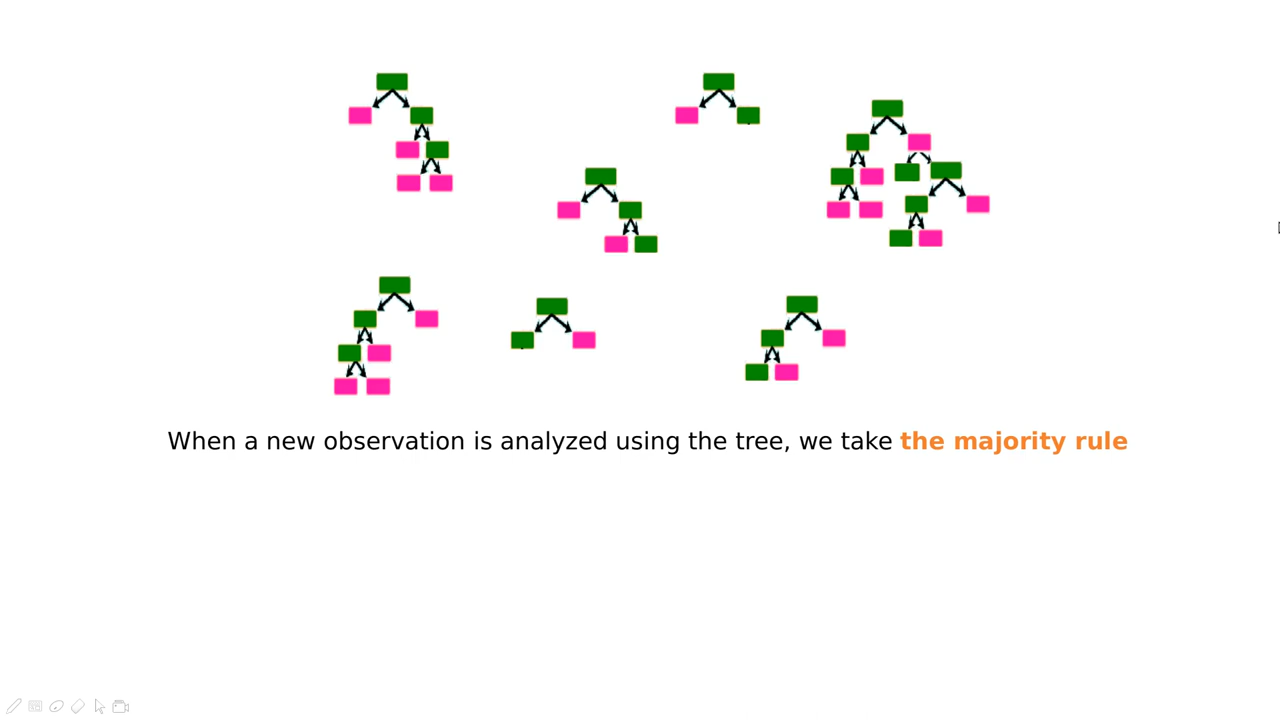 When a new observation is analyzed using the tree, we take the majority rule